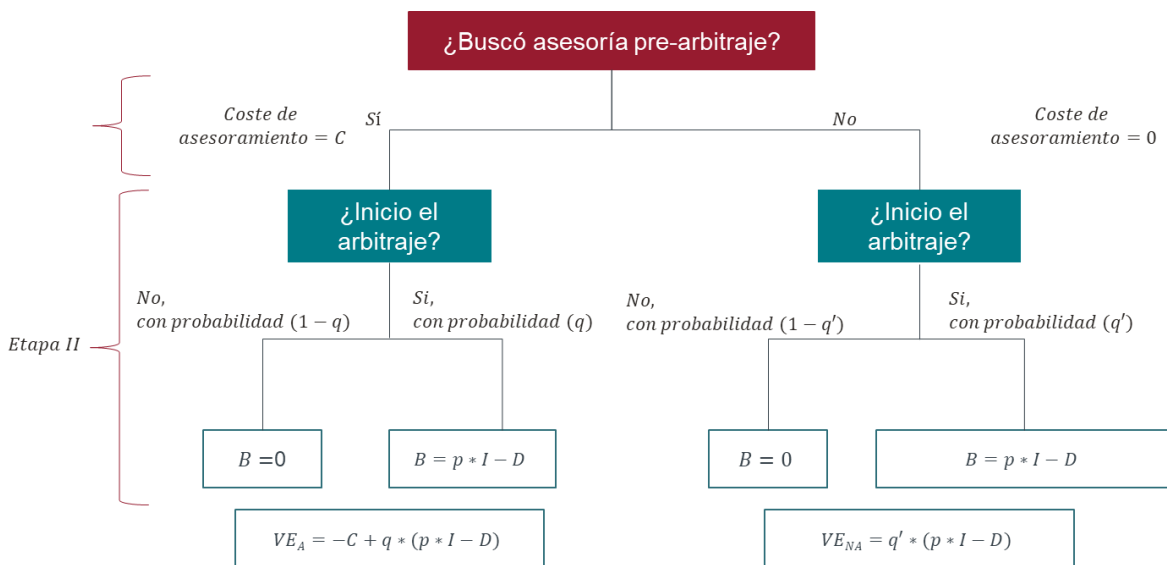 ¿Buscó asesoría pre-arbitraje?
Coste de
asesoramiento = C
Sí
No
Coste de
asesoramiento = 0
¿Inicio el
arbitraje?
¿Inicio el
arbitraje?
No,
con probabilidad (1 − q)
Si,
con probabilidad (q)
No,
con probabilidad (1 − q′)
Si,
con probabilidad (q′)
Etapa II
B =0
B = p ∗ I − D
B = 0
B = p ∗ I − D
VE_A = −C + q ∗ (p ∗ I − D)
VE_NA = q′ ∗ (p ∗ I − D)